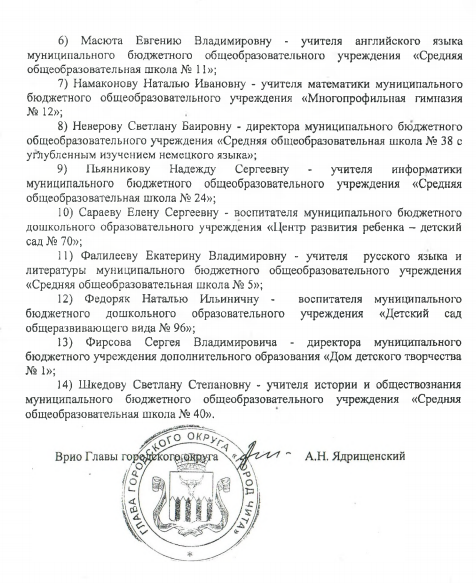 6) Масюта Евгению Владимировну - учителя английского языка
муниципального бюджетного общеобразовательного учреждения «Средняя
общеобразовательная школа № 11»;
7) Намаконову Наталью Ивановну - учителя математики муниципального
бюджетного общеобразовательного учреждения «Многопрофильная гимназия
№ 12»;
8) Ненерову Светлану Баировну - директора муниципального бюджетного
общеобразовательного учреждения «Средняя общеобразовательная школа № 38 с
углубленным изучением немецкого языка»;
9) Пьянникову Надежду Сергеевну - учителя информатики
муниципального бюджетного общеобразовательного учреждения «Средняя
общеобразовательная школа № 24»;
10) Сараеву Елену Сергеевну - воспитателя муниципального бюджетного
дошкольного образовательного учреждения «Центр развития ребенка – детский
сад № 70»;
11) Фалилееву Екатерину Владимировну - учителя русского языка и
литературы муниципального бюджетного общеобразовательного учреждения
«Средняя общеобразовательная школа № 5»;
12) Федоряк Наталью Ильиничну - воспитателя муниципального
бюджетного дошкольного образовательного учреждения «Детский сад
общеразвивающего вида № 96»;
13) Фирсова Сергея Владимировича - директора муниципального
бюджетного учреждения дополнительного образования «Дом детского творчества
№ 1»;
14) Шкедову Светлану Степановну - учителя истории и обществознания
муниципального бюджетного общеобразовательного учреждения «Средняя
общеобразовательная школа № 40».
Врио Главы городского округа А.Н. Ядрищенский
ГЛАВА ГОРОДСКОГО ОКРУГА «ГОРОД ЧИТА»